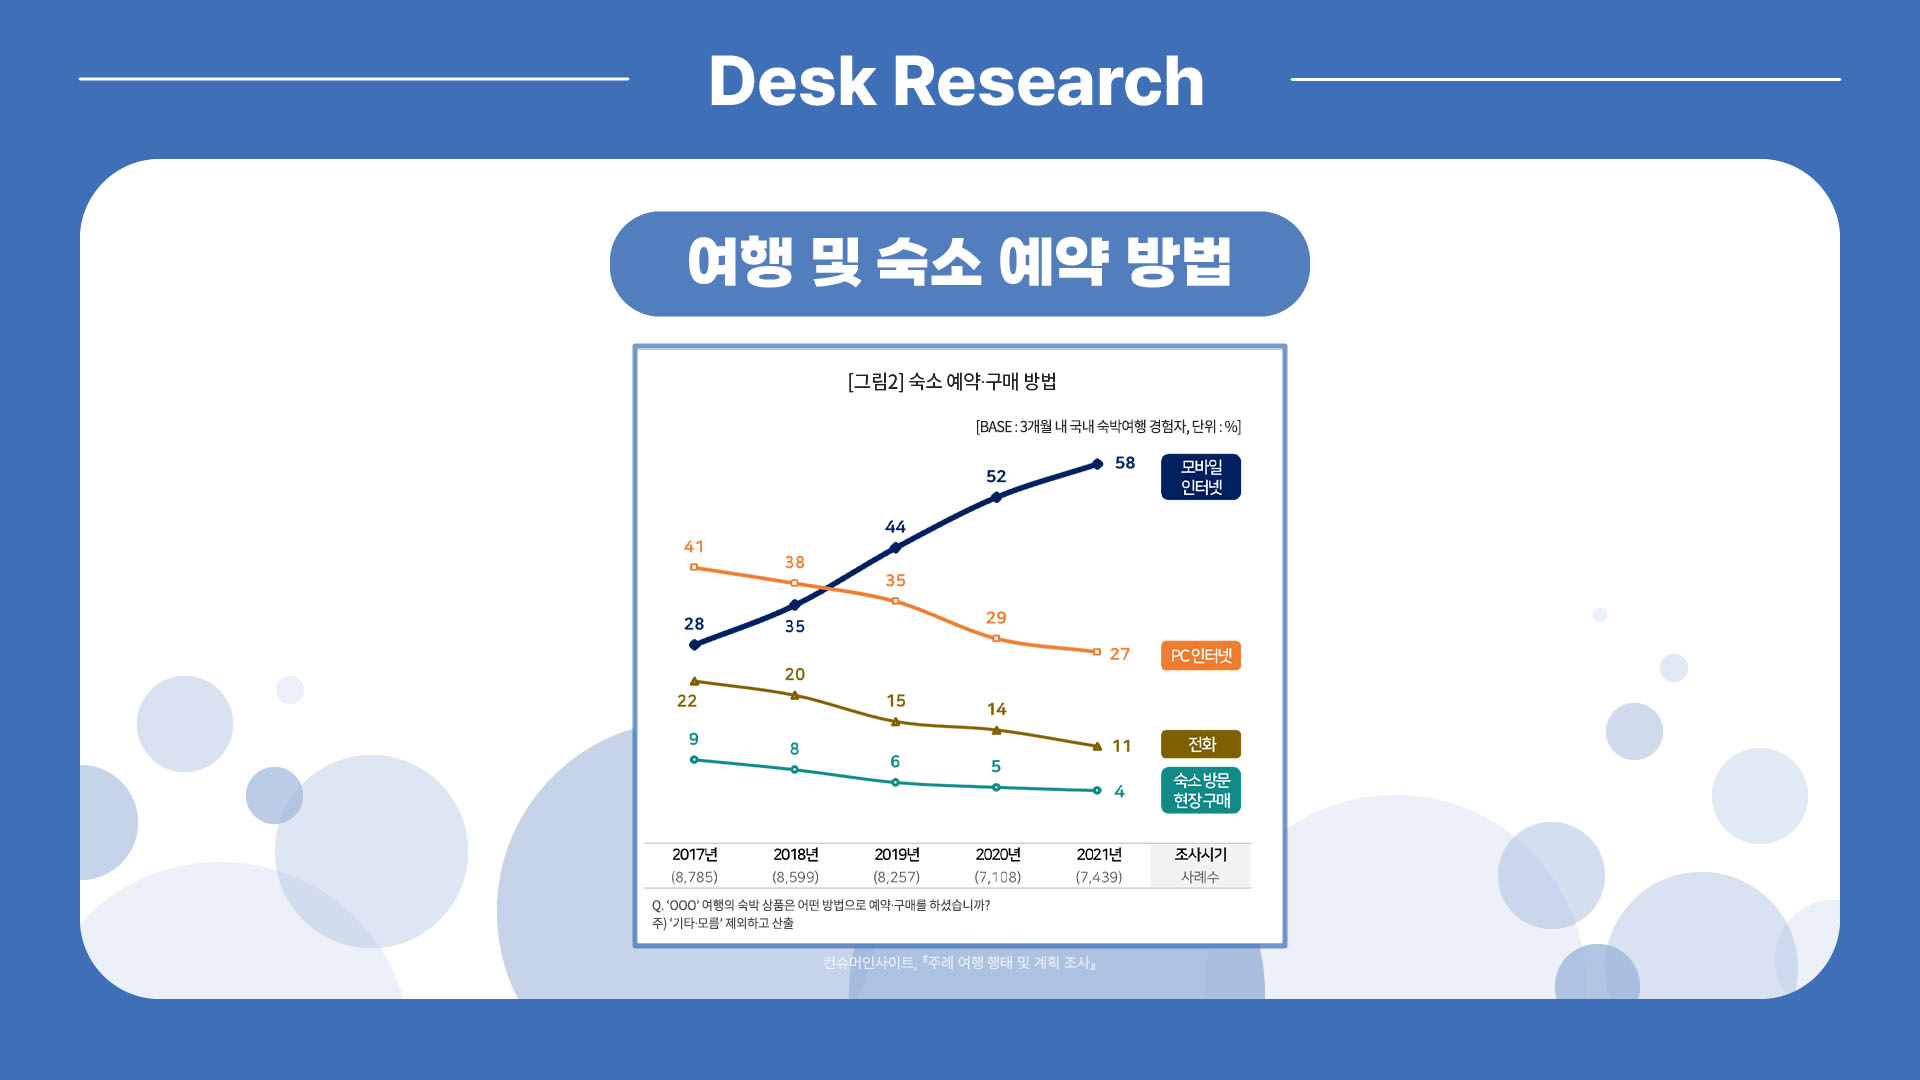 Desk Research
여행 및 숙소 예약 방법
[그림2] 숙소 예약·구매 방법
[BASE : 3개월 내 국내 숙박여행 경험자, 단위 : %]
58
52
44
41
38
35
35
29
28
27
22
20
15
14
11
9
8
6
5
4
모바일
인터넷
PC인터넷
전화
숙소 방문
현장구매
2017년 2018년 2019년 2020년 2021년 조사시기
(8,785) (8,599) (8,257) (7,108) (7,439) 사례수
Q. ‘OOO’ 여행의 숙박 상품은 어떤 방법으로 예약·구매를 하셨습니까?
주) ‘기타·모름’ 제외하고 산출
컨슈머인사이트, 『주례 여행 행태 및 계획 조사』